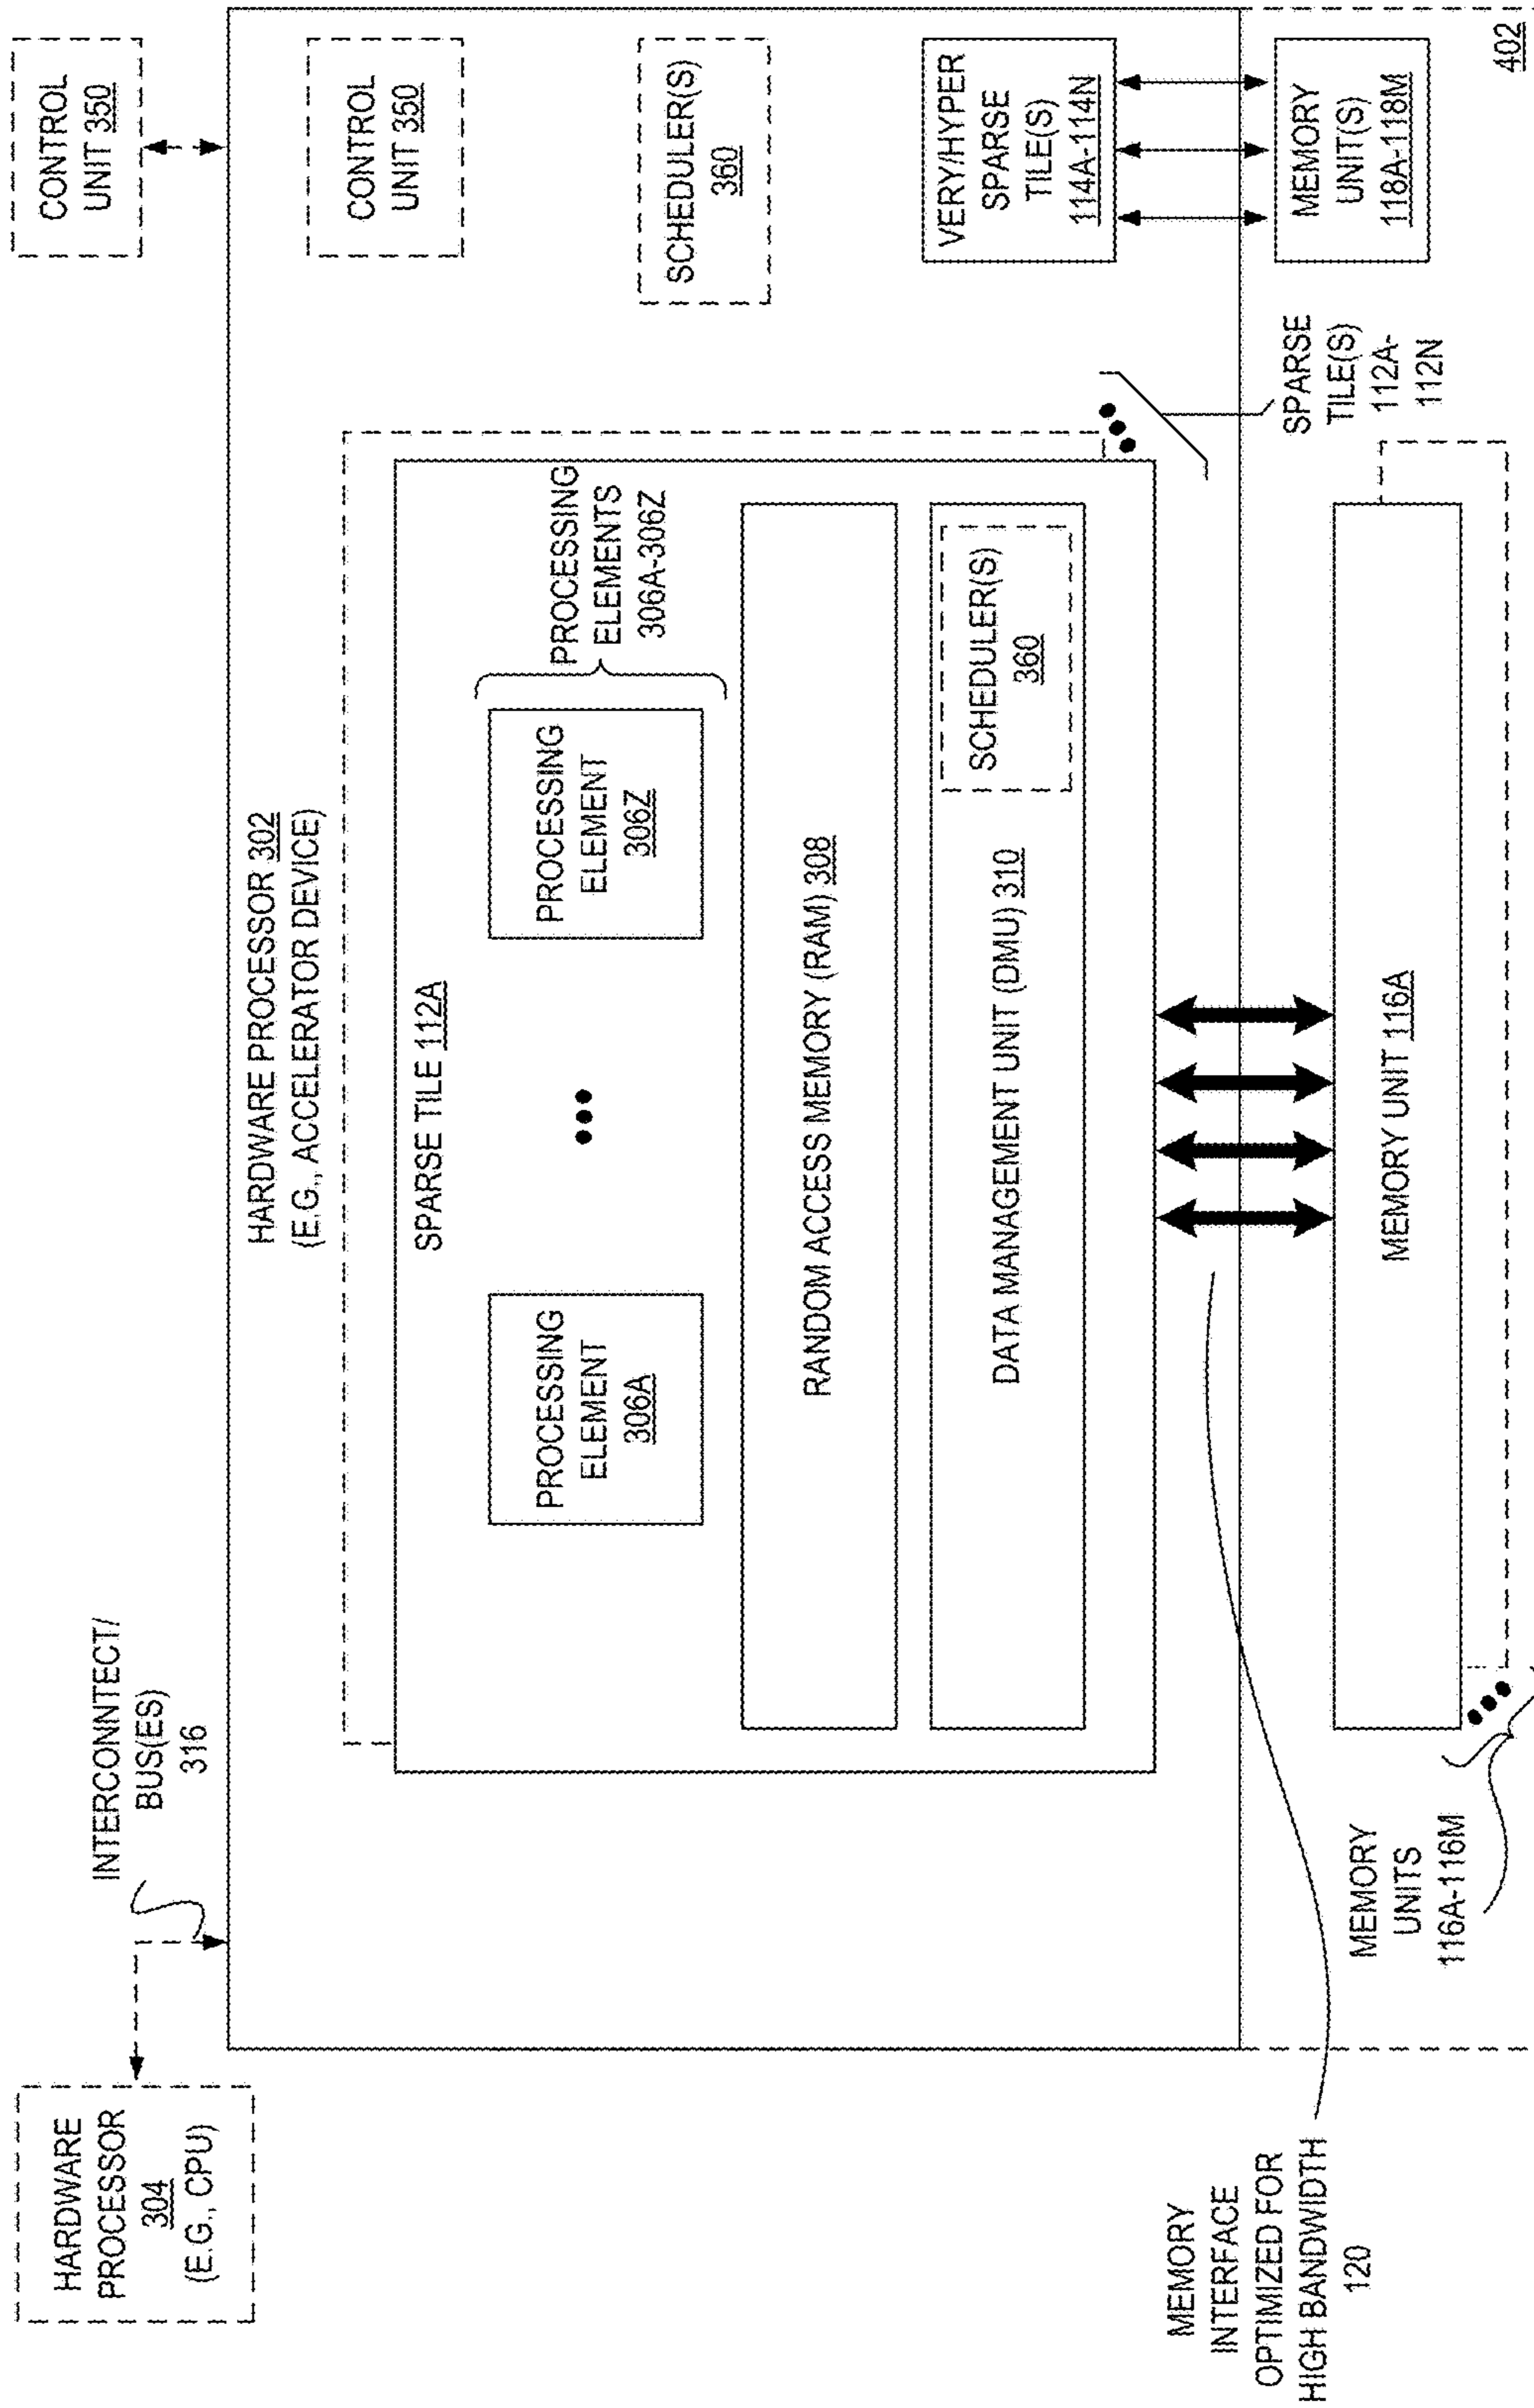 HARDWARE
PROCESSOR
304
(E.G., CPU)
INTERCONNTECT/
BUS(ES)
316
CONTROL
UNIT 350
HARDWARE PROCESSOR 302
(E.G., ACCELERATOR DEVICE)
CONTROL
UNIT 350
SPARSE TILE 112A
PROCESSING
ELEMENT
306A
PROCESSING
ELEMENT
306Z
PROCESSING
ELEMENTS
306A-306Z
SCHEDULER(S)
360
RANDOM ACCESS MEMORY (RAM) 308
DATA MANAGEMENT UNIT (DMU) 310
SCHEDULER(S)
360
VERY/HYPER
SPARSE
TILE(S)
114A-114N
MEMORY
INTERFACE
OPTIMIZED FOR
HIGH BANDWIDTH
120
SPARSE
TILE(S)
112A-
112N
MEMORY
UNIT(S)
118A-118M
MEMORY
UNITS
116A-116M
MEMORY UNIT 116A
402